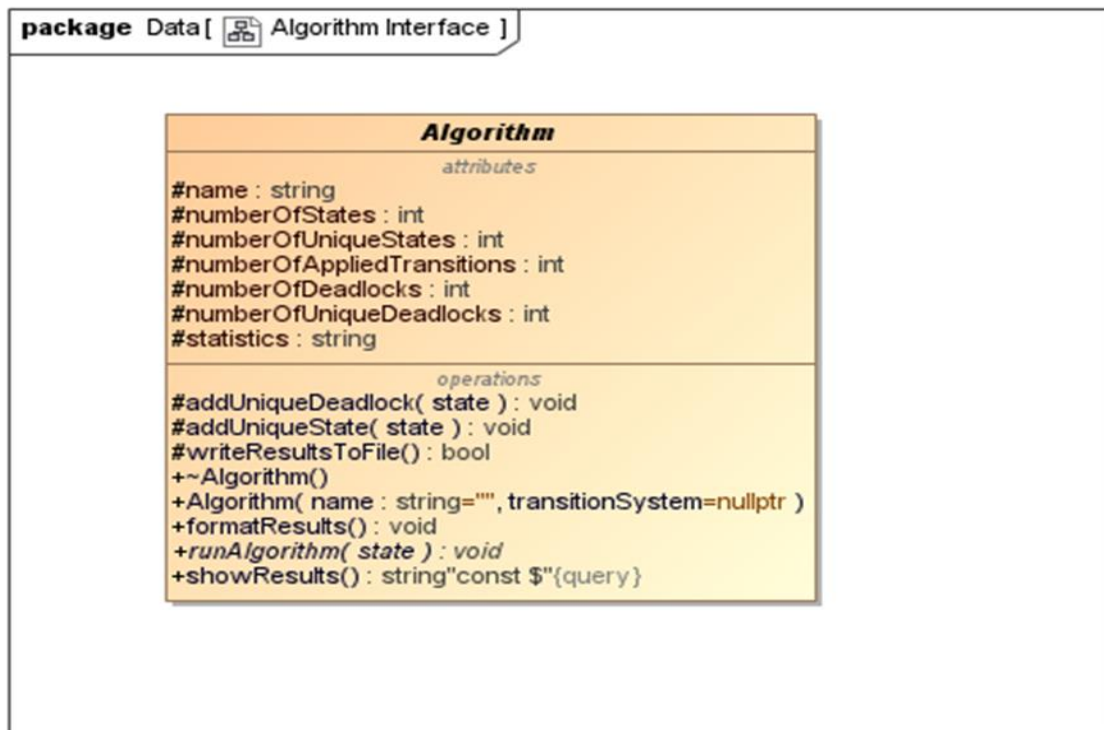 package Data [ Algorithm Interface ]
Algorithm
attributes
#name : string
#numberOfStates : int
#numberOfUniqueStates : int
#numberOfAppliedTransitions : int
#numberOfDeadlocks : int
#numberOfUniqueDeadlocks : int
#statistics : string
operations
#addUniqueDeadlock( state ) : void
#addUniqueState( state ) : void
#writeResultsToFile() : bool
+~Algorithm()
+Algorithm( name : string="", transitionSystem=nullptr )
+formatResults() : void
+runAlgorithm( state ) : void
+showResults() : string"const $"{query}